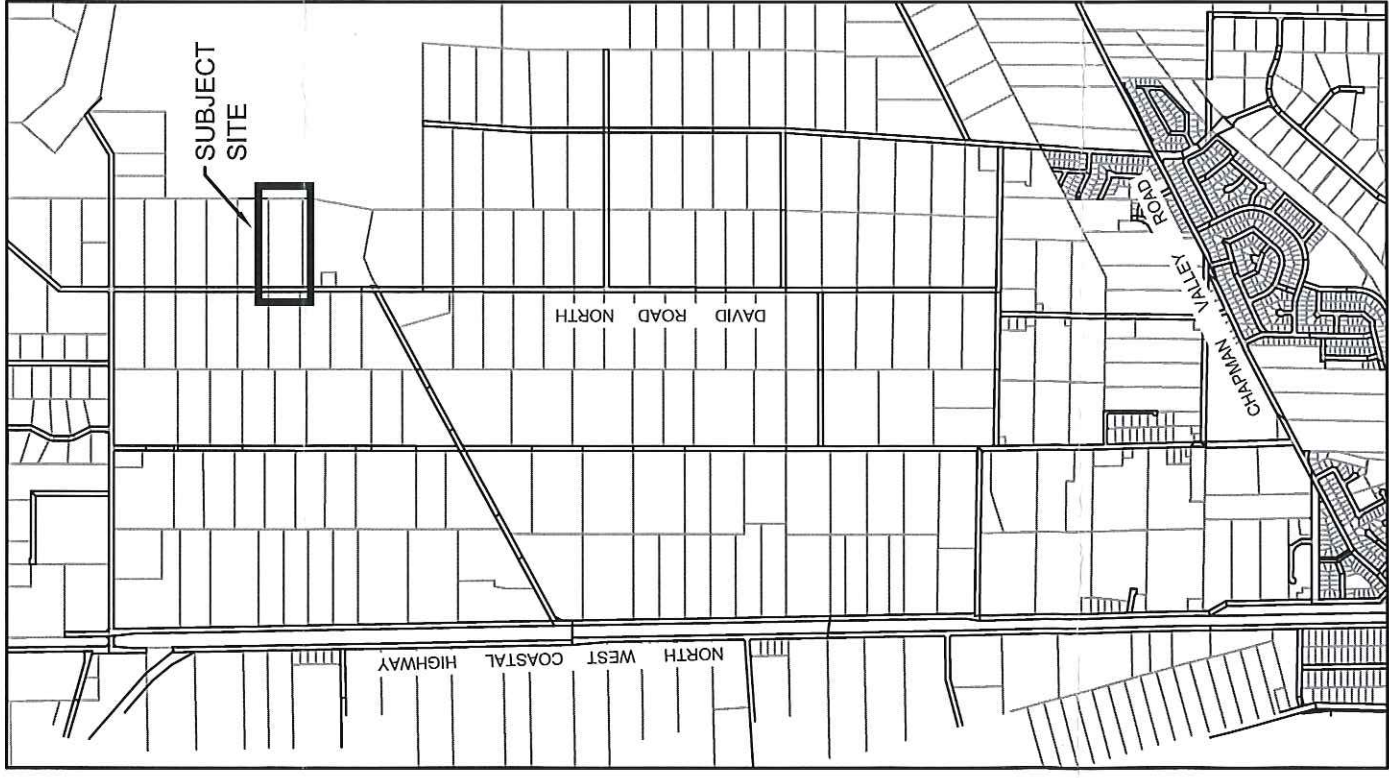 SUBJECT
SITE
DAVID ROAD NORTH
CHAPMAN VALLEY ROAD
NORTH WEST COASTAL HIGHWAY